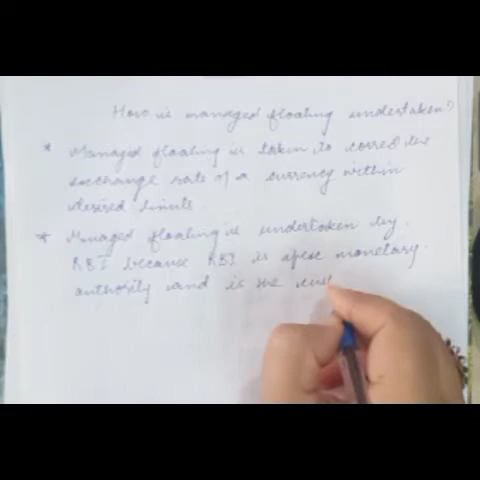 How is managed floating undertaken?
* Managed floating is taken to correct the
exchange rate of a currency within
desired limits.
* Managed floating is undertaken by
RBI because RBI is apex monetary
authority and is the cus